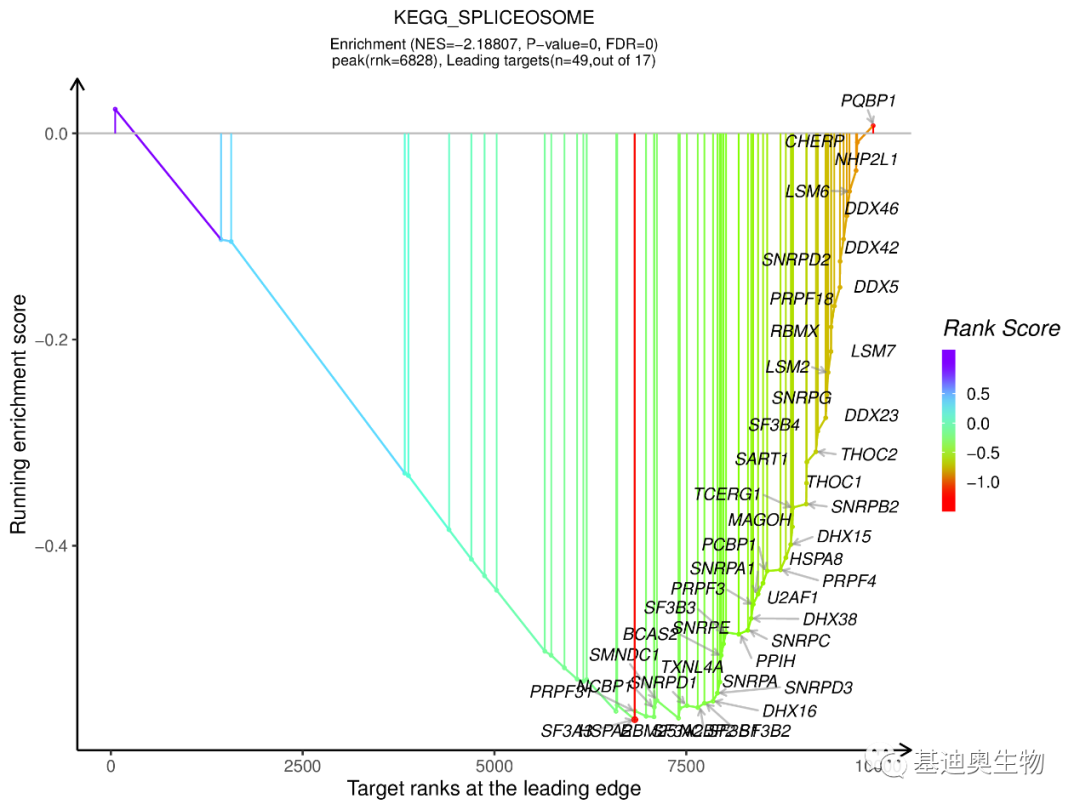 KEGG_SPLICEOSOME
Enrichment (NES=−2.18807, P−value=0, FDR=0)
peak(rnk=6828), Leading targets(n=49,out of 17)
PQBP1
0.0
CHERP
NHP2L1
LSM6
DDX46
DDX42
SNRPD2
DDX5
PRPF18
Rank Score
RBMX
−0.2
LSM7
LSM2
0.5
SNRPG
DDX23
0.0
SF3B4
−0.5
THOC2
SART1
−1.0
THOC1
TCERG1
SNRPB2
MAGOH
DHX15
−0.4
PCBP1
HSPA8
SNRPA1
PRPF4
PRPF3
U2AF1
SF3B3
DHX38
SNRPE
BCAS2
SNRPC
SMNDC1
PPIH
TXNL4A
SNRPA
SNRPD1
SNRPD3
NCBP1
PRPF31
DHX16
SF3A3
SF3B1
SF3B2
Running enrichment score
0
2500
5000
7500
Target ranks at the leading edge
基迪奥生物